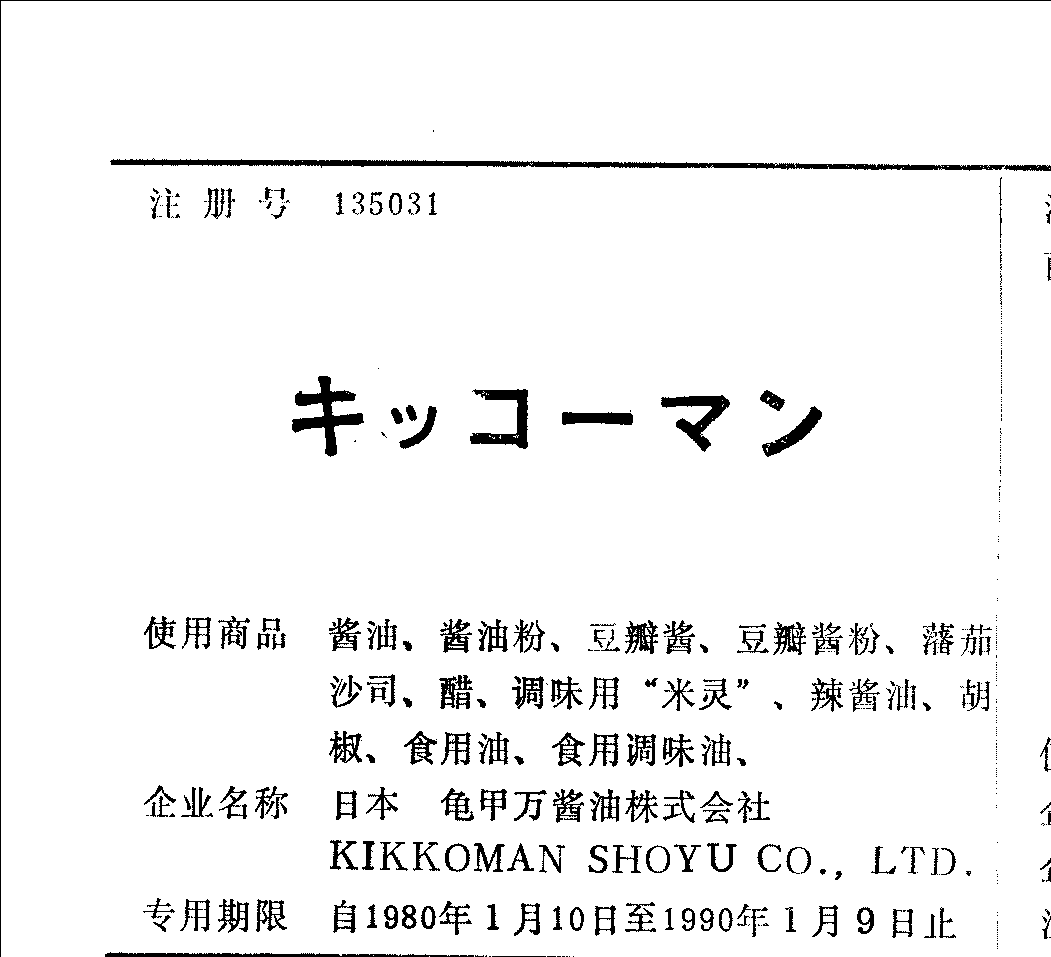 注册号 135031
キッコーマン
使用商品 酱油、酱油粉、豆瓣酱、豆瓣酱粉、蕃茄
沙司、醋、调味用“米灵”、辣酱油、胡
椒、食用油、食用调味油、
企业名称 日本 龟甲万酱油株式会社
KIKKOMAN SHOYU CO., LTD.
专用期限 自1980年1月10日至1990年1月9日止